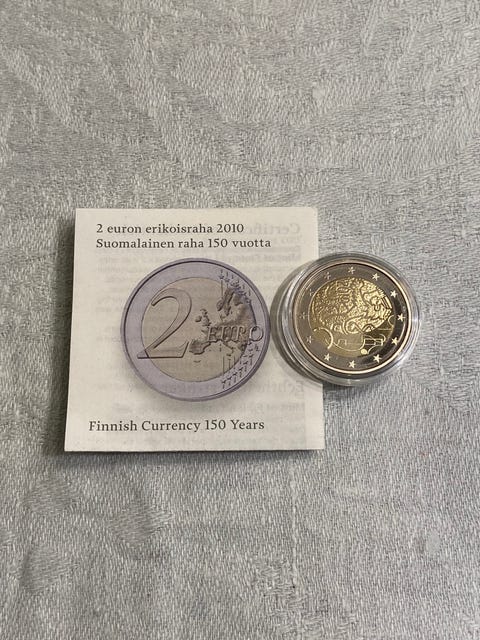 2 euron erikoisraha 2010
Suomalainen raha 150 vuotta
2 EURO
Finnish Currency 150 Years